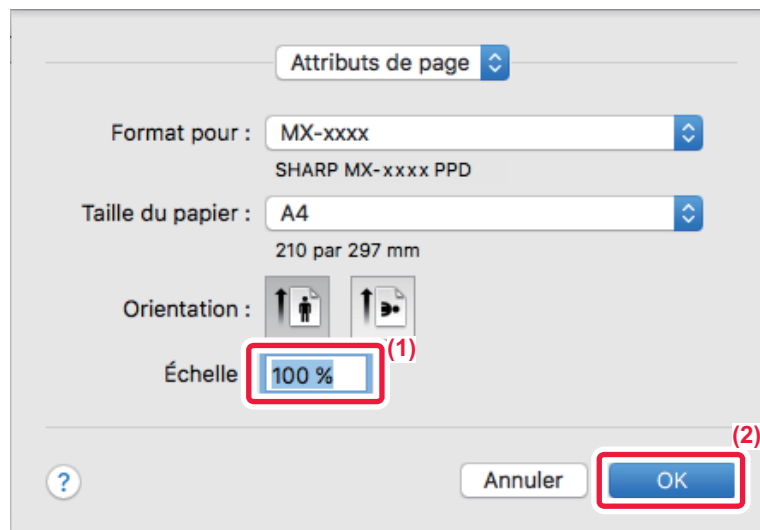 Attributs de page
Format pour : MX-xxxx
SHARP MX-xxxx PPD
Taille du papier : A4
210 par 297 mm
Orientation :
(1)
Échelle 100 %
(2)
? Annuler OK